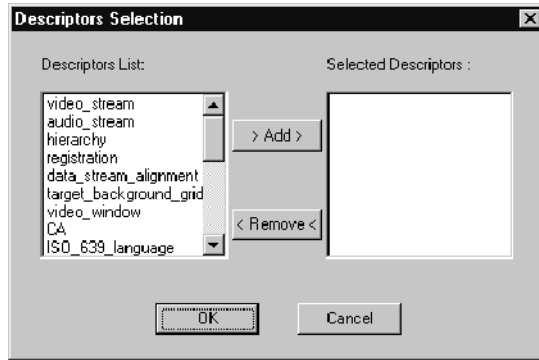 Descriptors Selection
Descriptors List:
Selected Descriptors :
video_stream
audio_stream
hierarchy
registration
data_stream_alignment
target_background_grid
video_window
CA
ISO_639_language
> Add >
< Remove <
OK
Cancel